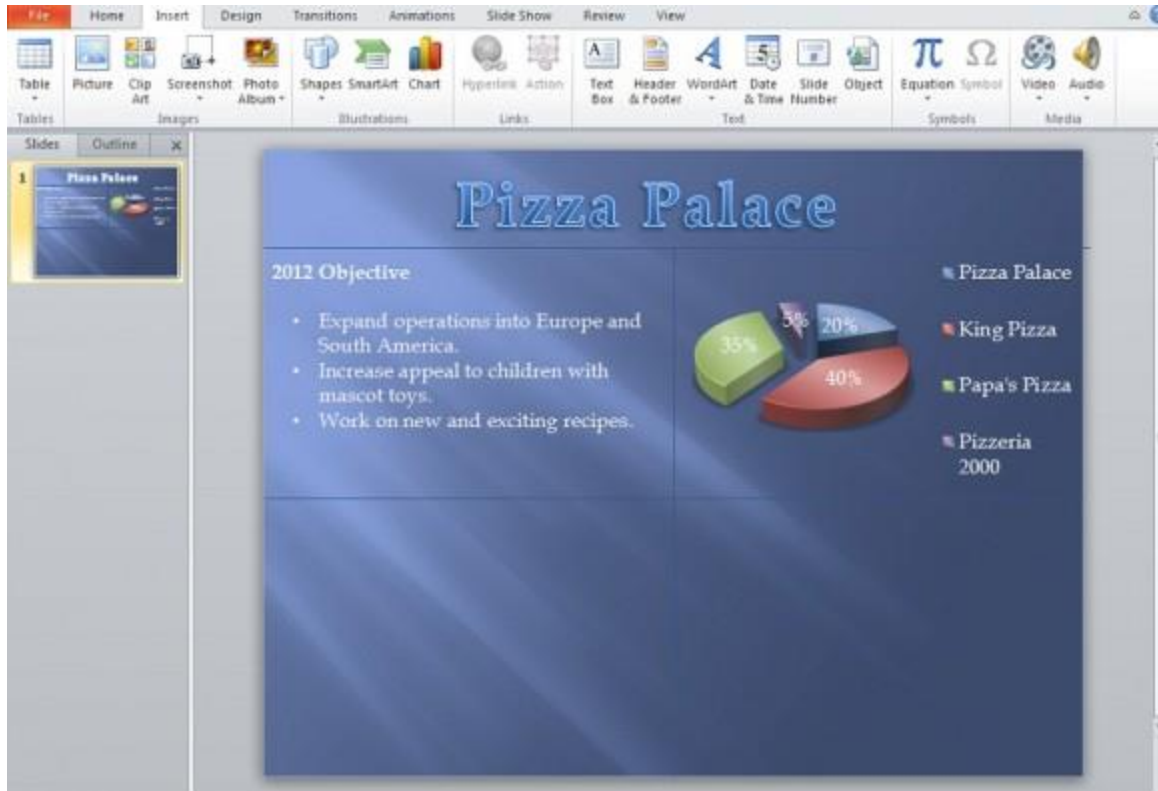 File Home Insert Design Transitions Animations Slide Show Review View
Table Picture Clip Art Screenshot Photo Album Shapes SmartArt Chart Hyperlink Action Text Box Header & Footer WordArt Date & Time Slide Number Object Equation Symbol Video Audio
Tables Images Illustrations Links Text Symbols Media
Slides Outline
1
Pizza Palace
Pizza Palace
2012 Objective
• Expand operations into Europe and
South America.
• Increase appeal to children with
mascot toys.
• Work on new and exciting recipes.
5% 20%
35%
40%
Pizza Palace
King Pizza
Papa's Pizza
Pizzeria
2000